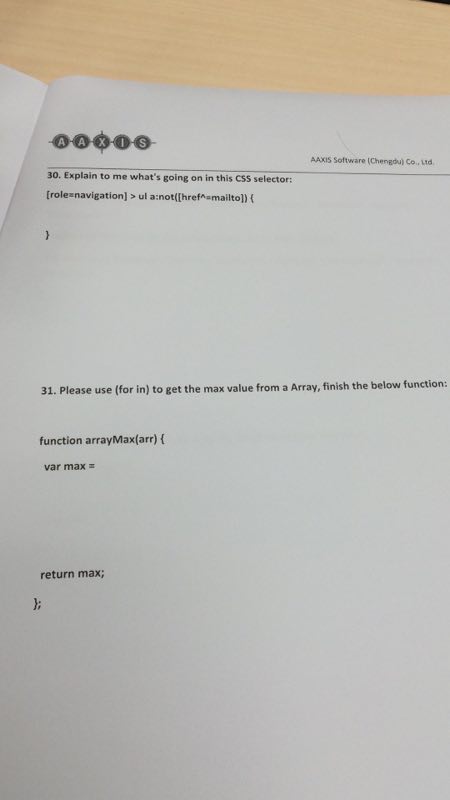 AAXIS
AAXIS Software (Chengdu) Co., Ltd.
30. Explain to me what's going on in this CSS selector:
[role=navigation] > ul a:not([href^=mailto]) {
}
31. Please use (for in) to get the max value from a Array, finish the below function:
function arrayMax(arr) {
var max =
return max;
};